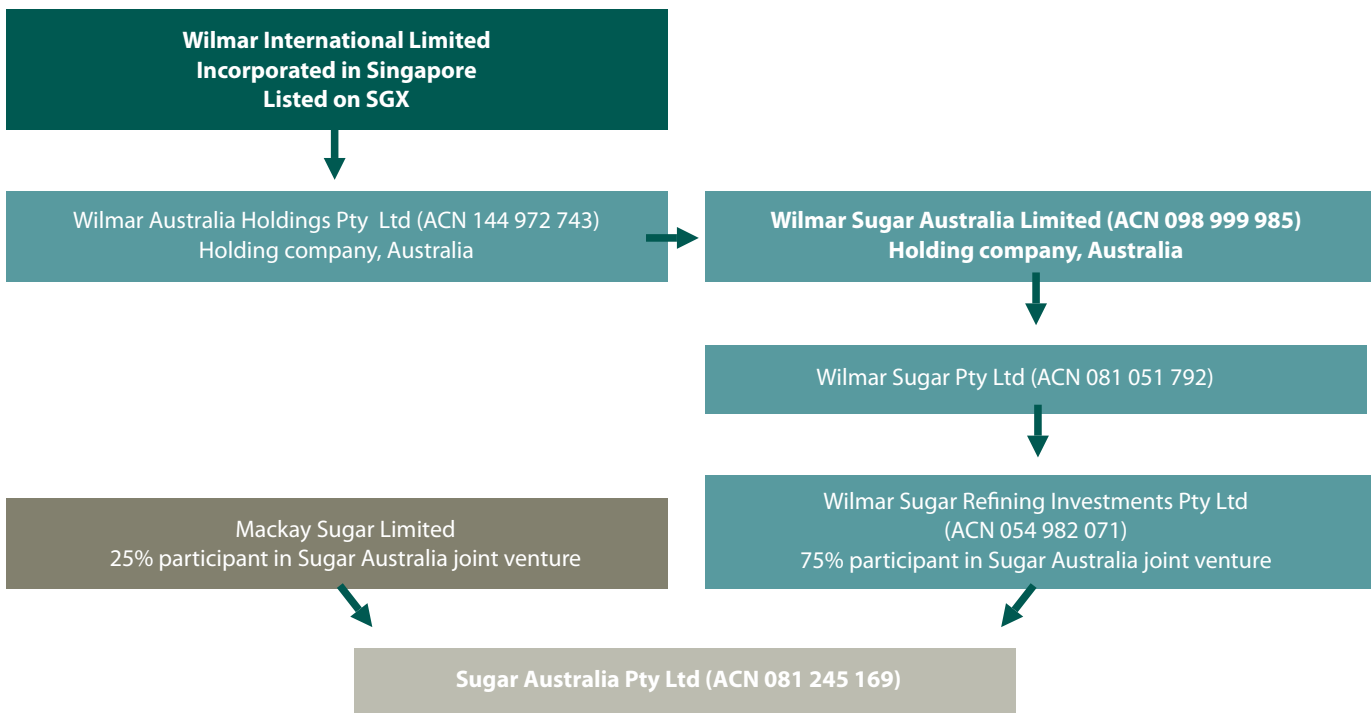 Wilmar International Limited
Incorporated in Singapore
Listed on SGX
Wilmar Australia Holdings Pty Ltd (ACN 144 972 743)
Holding company, Australia
Wilmar Sugar Australia Limited (ACN 098 999 985)
Holding company, Australia
Wilmar Sugar Pty Ltd (ACN 081 051 792)
Mackay Sugar Limited
25% participant in Sugar Australia joint venture
Wilmar Sugar Refining Investments Pty Ltd
(ACN 054 982 071)
75% participant in Sugar Australia joint venture
Sugar Australia Pty Ltd (ACN 081 245 169)